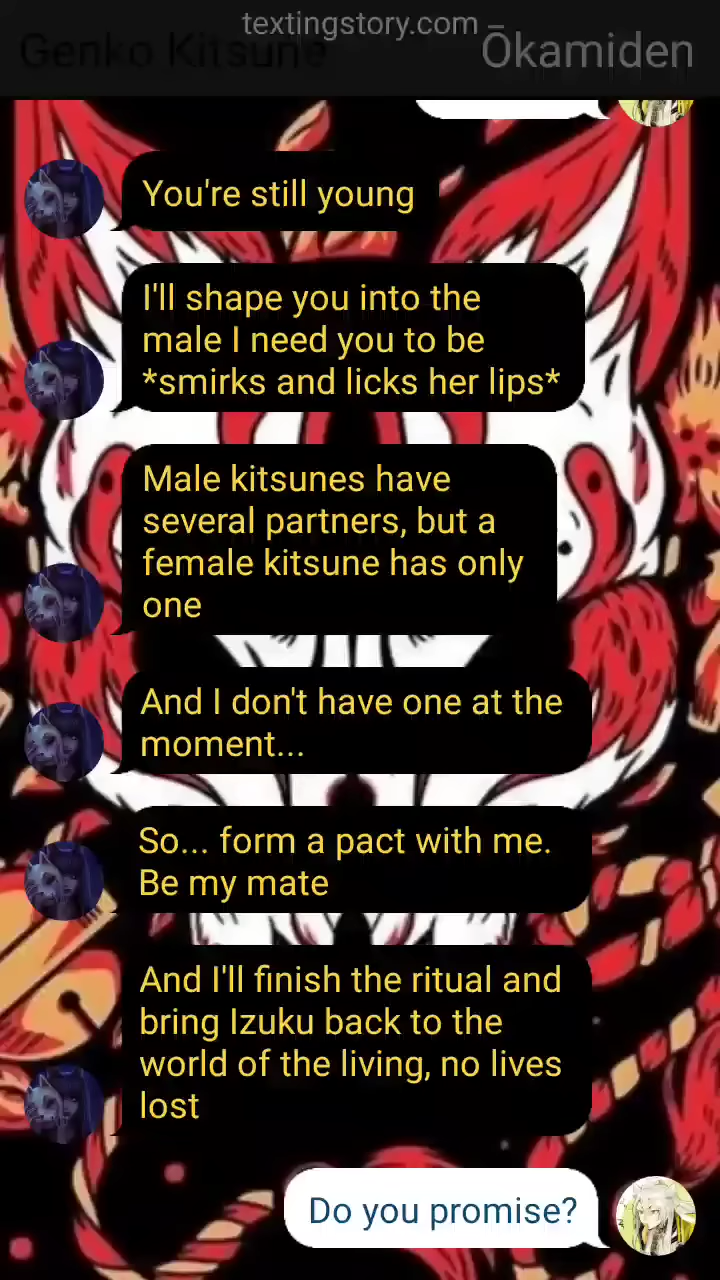 textingstory.com –
Genko Kitsune
Okamiden
You're still young
I'll shape you into the
male I need you to be
*smirks and licks her lips*
Male kitsunes have
several partners, but a
female kitsune has only
one
And I don't have one at the
moment...
So... form a pact with me.
Be my mate
And I'll finish the ritual and
bring Izuku back to the
world of the living, no lives
lost
Do you promise?